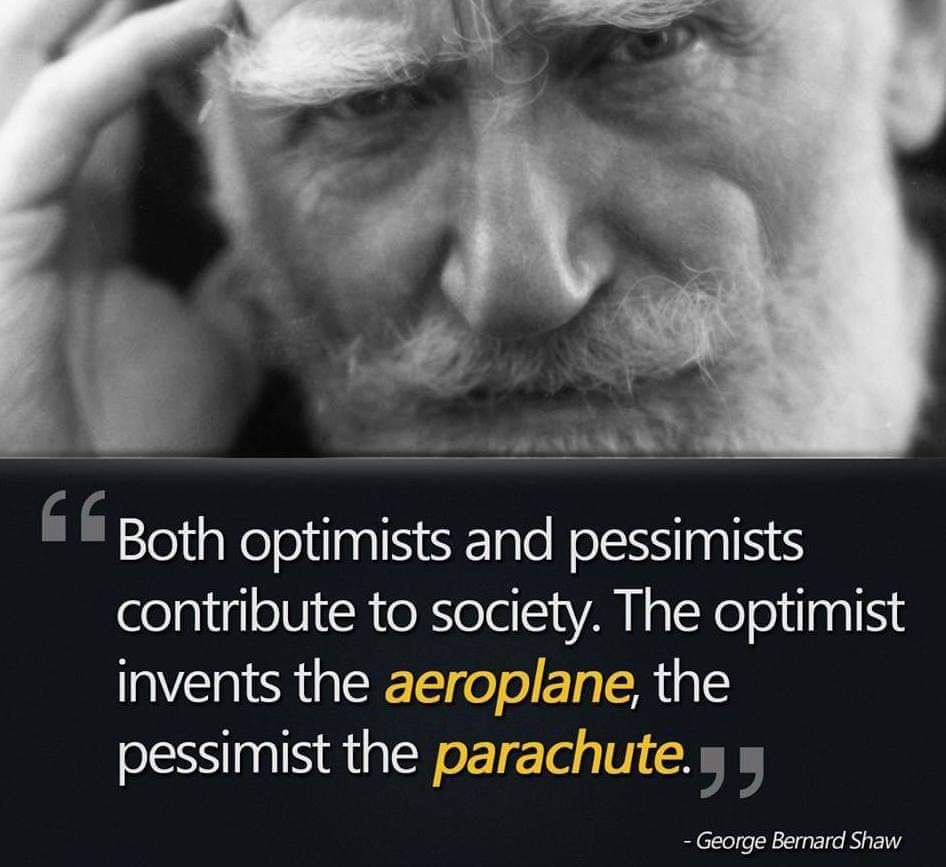 “ Both optimists and pessimists
contribute to society. The optimist
invents the aeroplane, the
pessimist the parachute. ”
- George Bernard Shaw